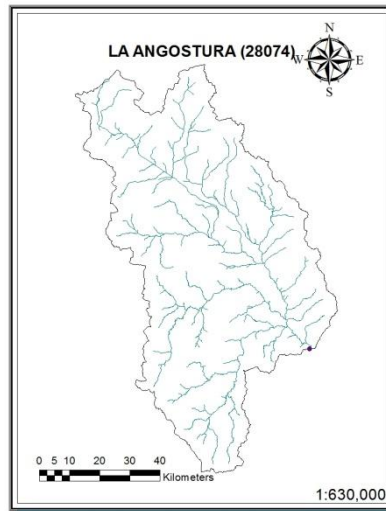 N
LA ANGOSTURA (28074)
W E
S
0 5 10 20 30 40
Kilometers
1:630,000